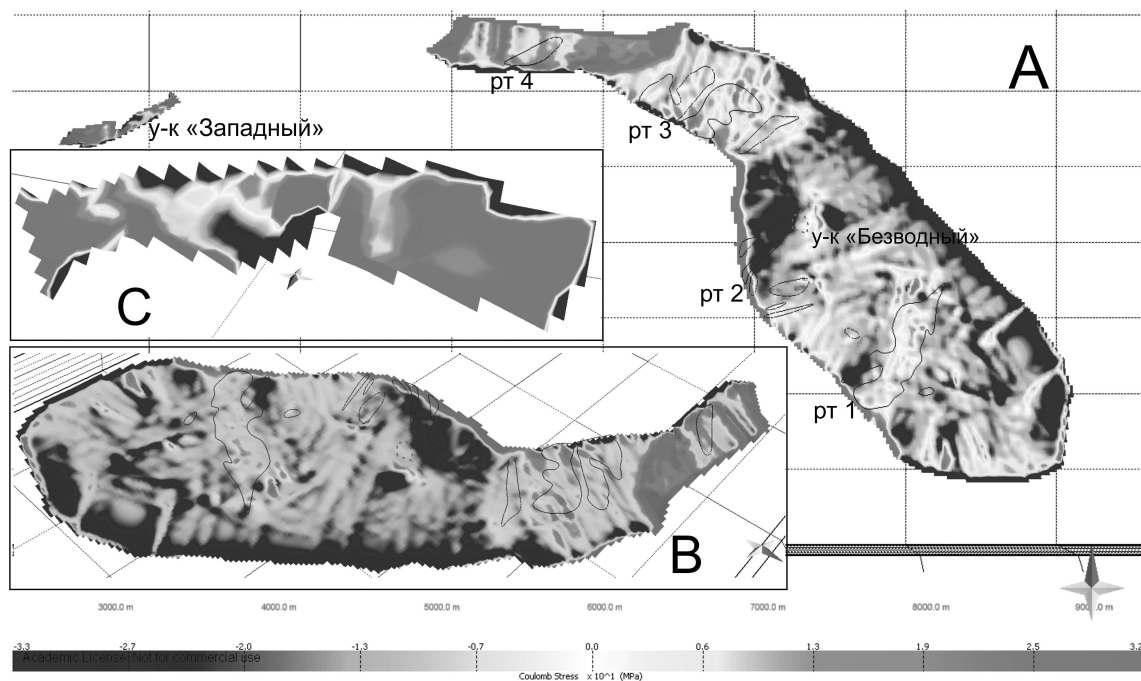 A
рт 4
рт 3
у-к «Западный»
у-к «Безводный»
C
рт 2
рт 1
B
3000.0 m 4000.0 m 5000.0 m 6000.0 m 7000.0 m 8000.0 m
-3.3 -2.7 -2.0 -1.3 -0.7 0.0 0.6 1.3 1.9 2.5 3.2
Academic License: Not for commercial use
Coulomb Stress x 10^1 (MPa)